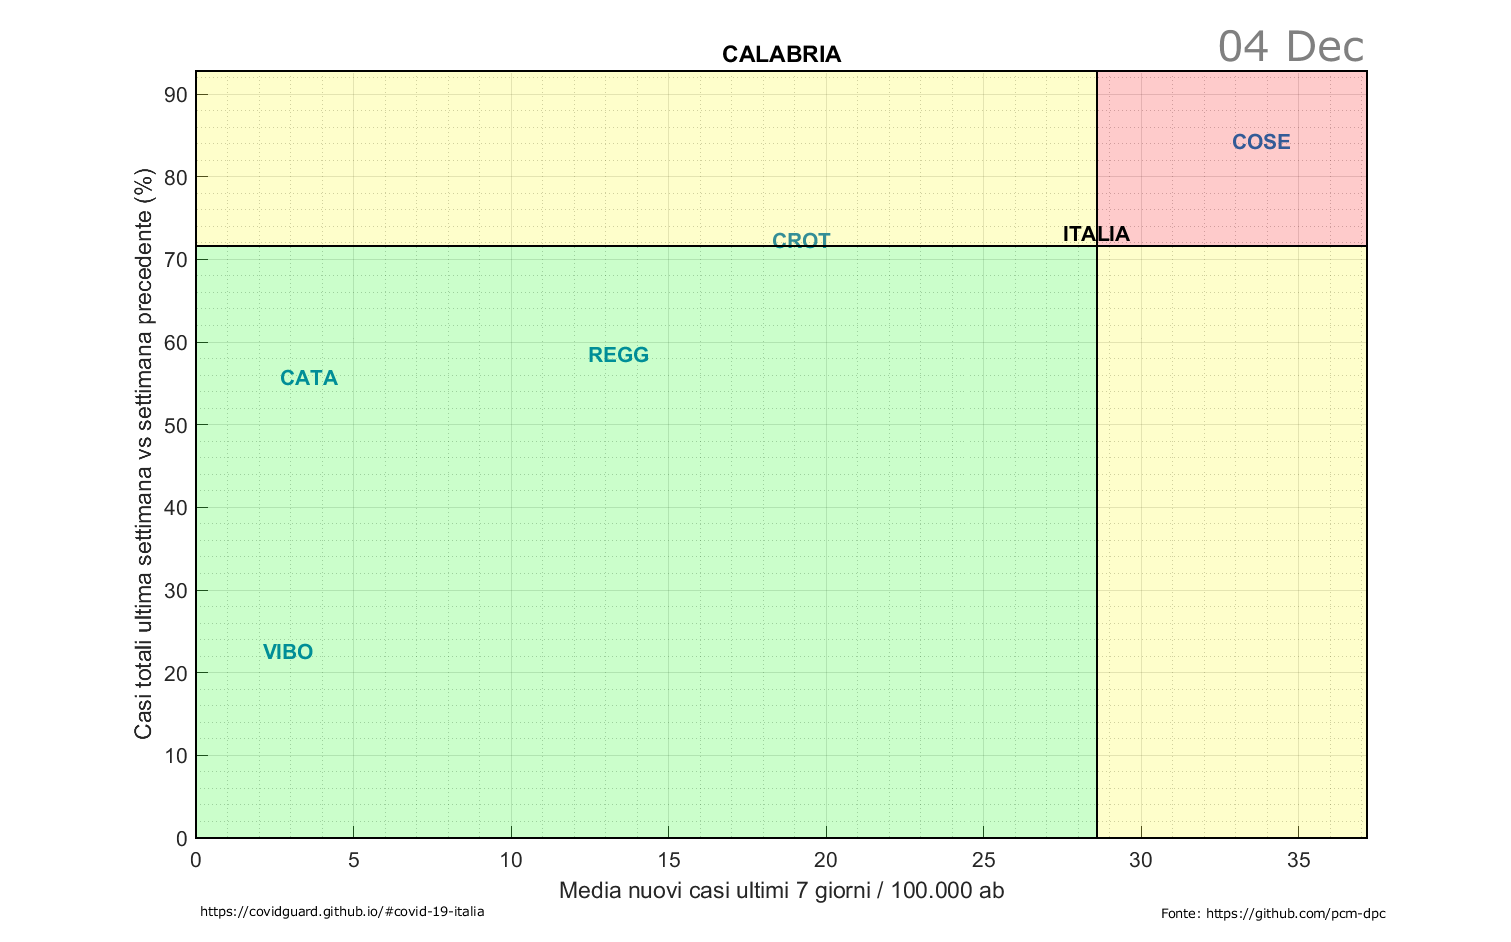 04 Dec
CALABRIA
Casi totali ultima settimana vs settimana precedente (%)
90
80
70
60
50
40
30
20
10
0
COSE
ITALIA
CROT
REGG
CATA
VIBO
0 5 10 15 20 25 30 35
Media nuovi casi ultimi 7 giorni / 100.000 ab
https://covidguard.github.io/#covid-19-italia
Fonte: https://github.com/pcm-dpc